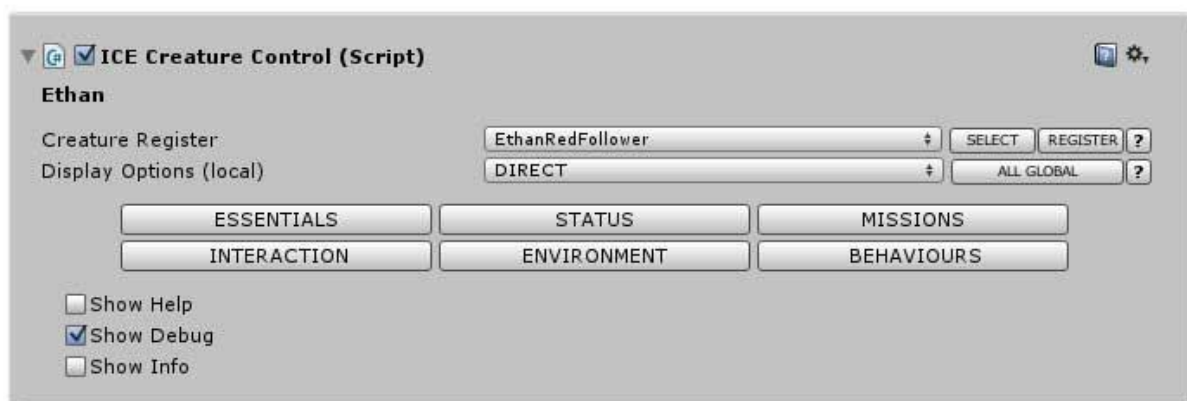 ICE Creature Control (Script)
Ethan
Creature Register EthanRedFollower SELECT REGISTER ?
Display Options (local) DIRECT ALL GLOBAL ?
ESSENTIALS STATUS MISSIONS
INTERACTION ENVIRONMENT BEHAVIOURS
Show Help
Show Debug
Show Info